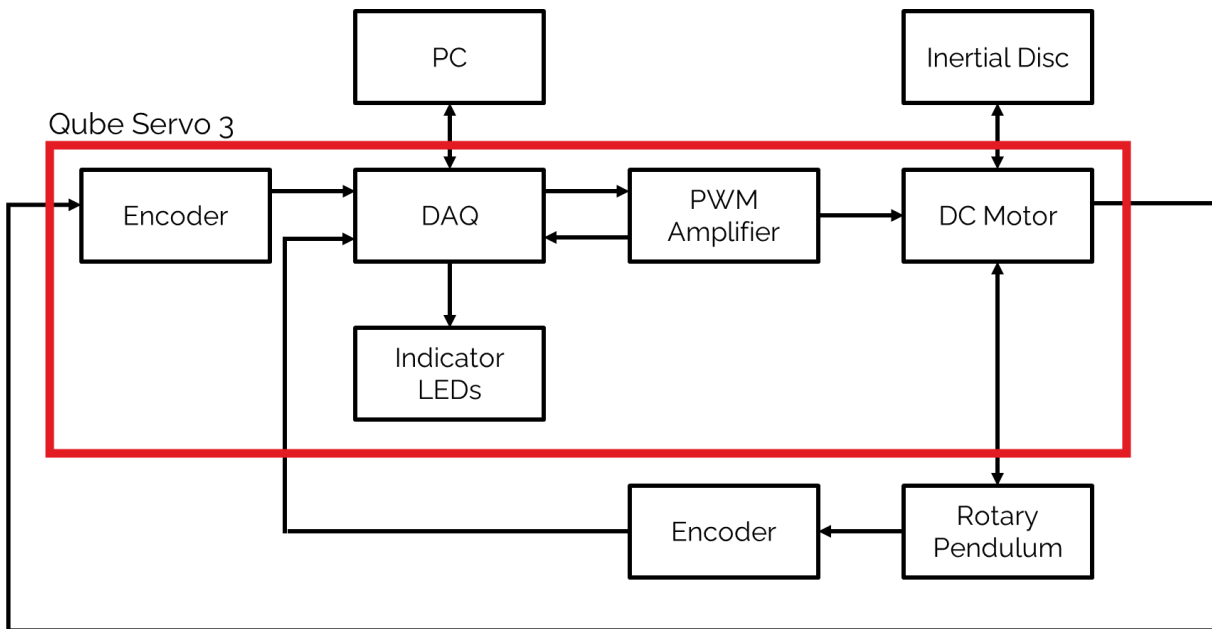 PC
Inertial Disc
Qube Servo 3
Encoder
DAQ
PWM
Amplifier
DC Motor
Indicator
LEDs
Encoder
Rotary
Pendulum